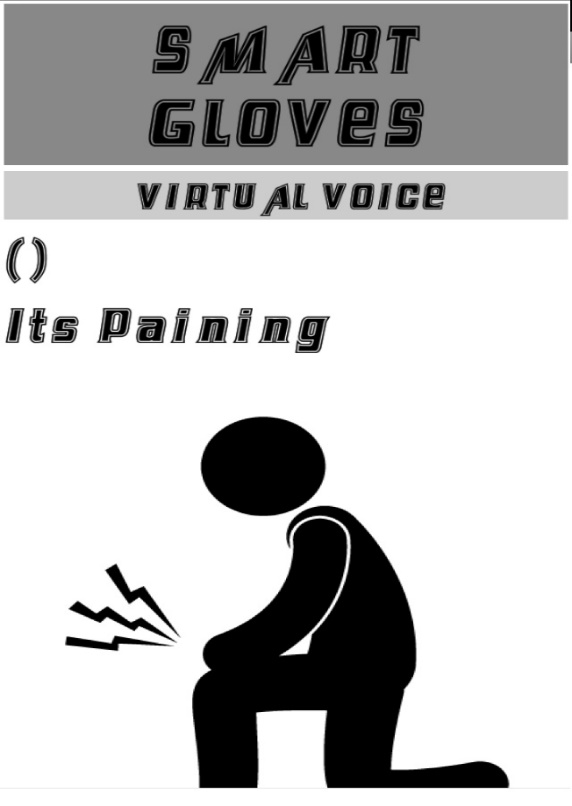 SMART
GLOVES
VIRTUAL VOICE
( )
Its Paining